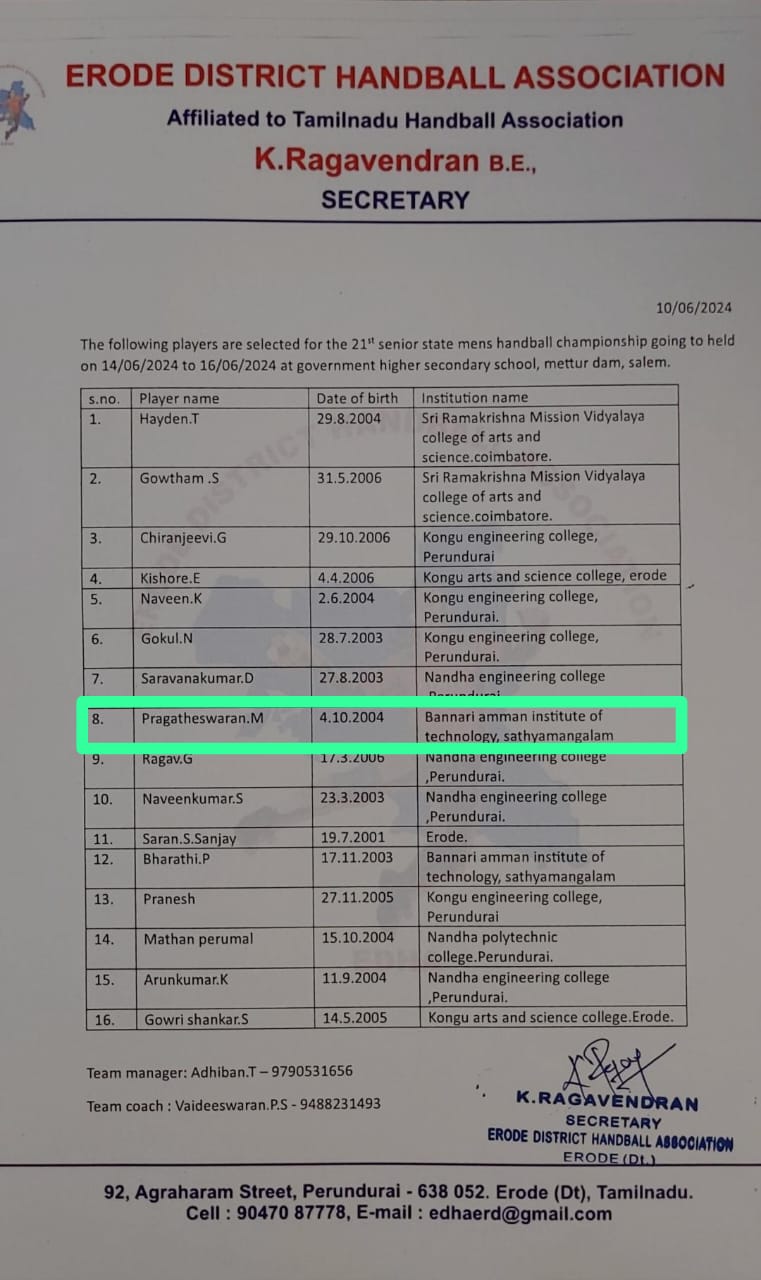 ERODE DISTRICT HANDBALL ASSOCIATION
Affiliated to Tamilnadu Handball Association
K.Ragavendran B.E.,
SECRETARY
10/06/2024
The following players are selected for the 21st senior state mens handball championship going to held
on 14/06/2024 to 16/06/2024 at government higher secondary school, mettur dam, salem.
s.no. Player name Date of birth Institution name
1. Hayden.T 29.8.2004 Sri Ramakrishna Mission Vidyalaya
college of arts and
science.coimbatore.
2. Gowtham .S 31.5.2006 Sri Ramakrishna Mission Vidyalaya
college of arts and
science.coimbatore.
3. Chiranjeevi.G 29.10.2006 Kongu engineering college,
Perundurai
4. Kishore.E 4.4.2006 Kongu arts and science college, erode
5. Naveen.K 2.6.2004 Kongu engineering college,
Perundurai.
6. Gokul.N 28.7.2003 Kongu engineering college,
Perundurai.
7. Saravanakumar.D 27.8.2003 Nandha engineering college
,Perundurai.
8. Pragatheswaran.M 4.10.2004 Bannari amman institute of
technology, sathyamangalam
9. Ragav.G 17.3.2006 Nandha engineering college
,Perundurai.
10. Naveenkumar.S 23.3.2003 Nandha engineering college
,Perundurai.
11. Saran.S.Sanjay 19.7.2001 Erode.
12. Bharathi.P 17.11.2003 Bannari amman institute of
technology, sathyamangalam
13. Pranesh 27.11.2005 Kongu engineering college,
Perundurai
14. Mathan perumal 15.10.2004 Nandha polytechnic
college.Perundurai.
15. Arunkumar.K 11.9.2004 Nandha engineering college
,Perundurai.
16. Gowri shankar.S 14.5.2005 Kongu arts and science college.Erode.
Team manager: Adhiban.T – 9790531656
Team coach : Vaideeswaran.P.S - 9488231493
K.RAGAVENDRAN
SECRETARY
ERODE DISTRICT HANDBALL ASSOCIATION
ERODE (Dt.)
92, Agraharam Street, Perundurai - 638 052. Erode (Dt), Tamilnadu.
Cell : 90470 87778, E-mail : edhaerd@gmail.com